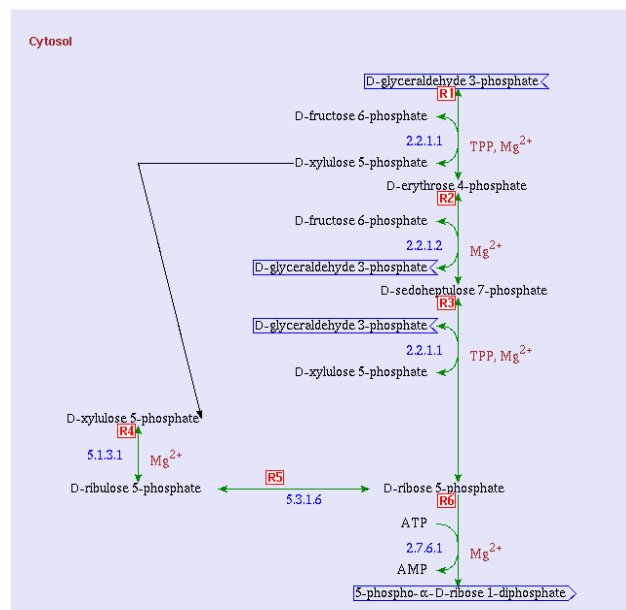 Cytosol
D-glyceraldehyde 3-phosphate
R1
D-fructose 6-phosphate
2.2.1.1
TPP, Mg2+
D-xylulose 5-phosphate
D-erythrose 4-phosphate
R2
D-fructose 6-phosphate
2.2.1.2
Mg2+
D-glyceraldehyde 3-phosphate
D-sedoheptulose 7-phosphate
R3
D-glyceraldehyde 3-phosphate
2.2.1.1
TPP, Mg2+
D-xylulose 5-phosphate
D-xylulose 5-phosphate
R4
5.1.3.1
Mg2+
D-ribulose 5-phosphate
R5
5.3.1.6
D-ribose 5-phosphate
R6
ATP
2.7.6.1
Mg2+
AMP
5-phospho-α-D-ribose 1-diphosphate